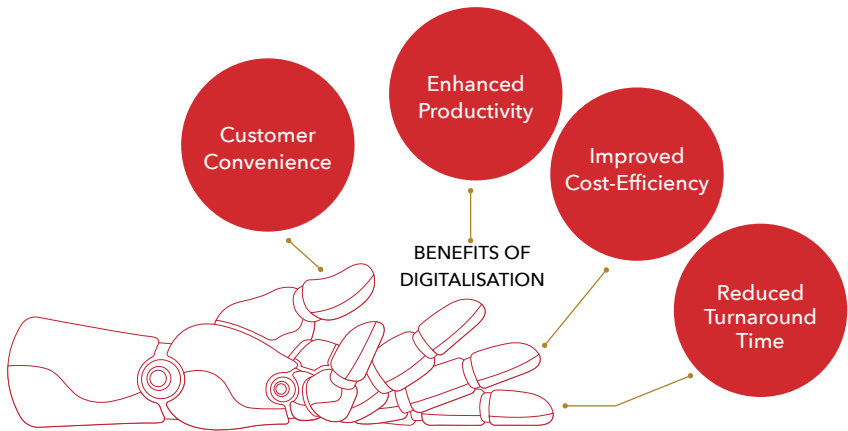 Customer
Convenience
Enhanced
Productivity
Improved
Cost-Efficiency
Reduced
Turnaround
Time
BENEFITS OF
DIGITALISATION